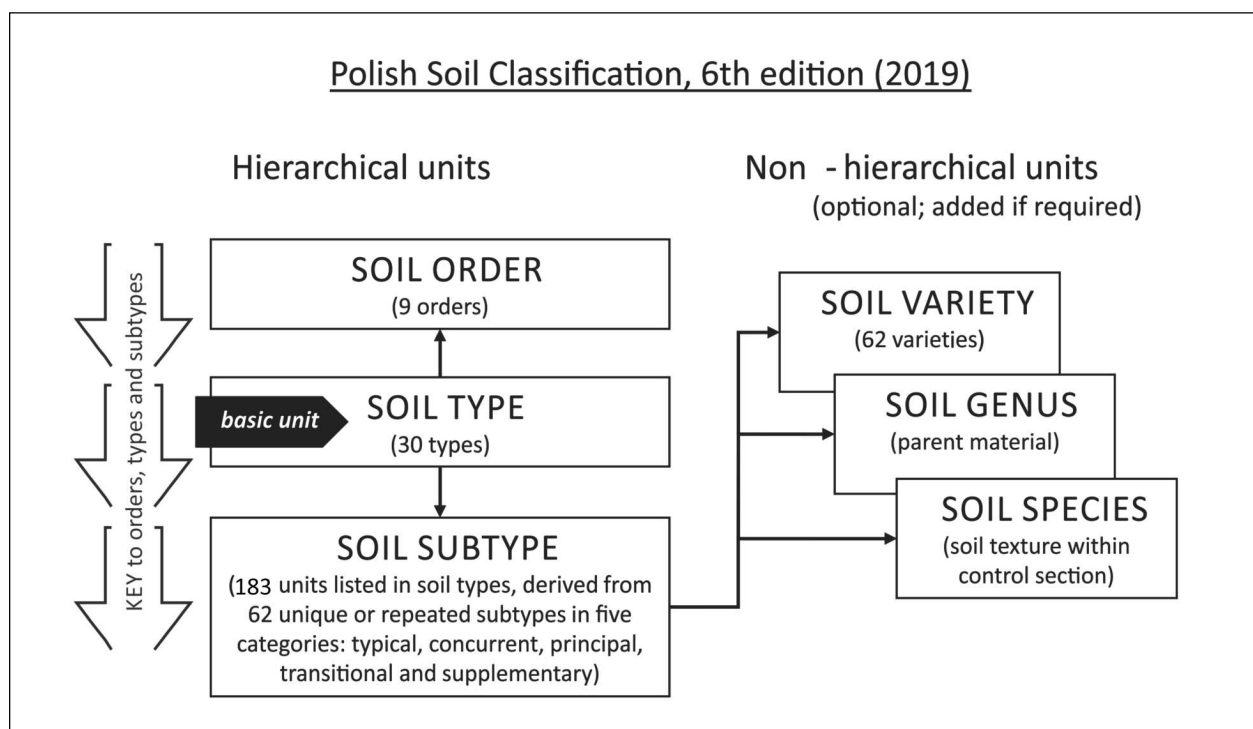 Polish Soil Classification, 6th edition (2019)
Hierarchical units
Non - hierarchical units
(optional; added if required)
KEY to orders, types and subtypes
SOIL ORDER
(9 orders)
basic unit
SOIL TYPE
(30 types)
SOIL SUBTYPE
(183 units listed in soil types, derived from
62 unique or repeated subtypes in five
categories: typical, concurrent, principal,
transitional and supplementary)
SOIL VARIETY
(62 varieties)
SOIL GENUS
(parent material)
SOIL SPECIES
(soil texture within
control section)